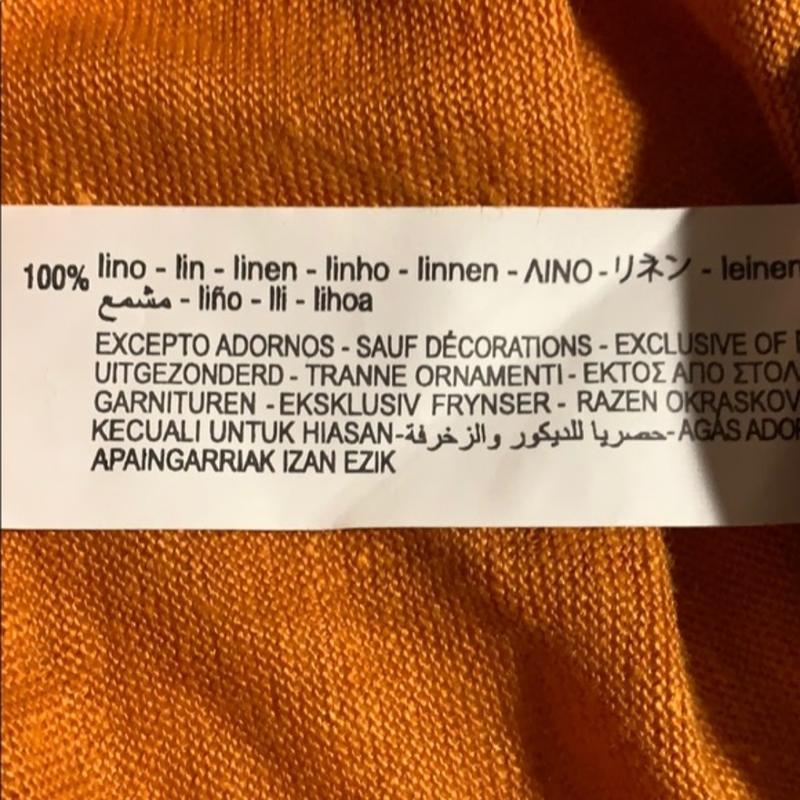 100% lino - lin - linen - linho - linnen - ΛΙΝΟ - リネン - leinen
مشمع - liño - lli - lihoa
EXCEPTO ADORNOS - SAUF DÉCORATIONS - EXCLUSIVE OF
UITGEZONDERD - TRANNE ORNAMENTI - ΕΚΤΟΣ ΑΠΟ ΣΤΟΛ
GARNITUREN - EKSKLUSIV FRYNSER - RAZEN OKRASKOV
KECUALI UNTUK HIASAN-حصريا للديكور والزخرفة-AGÁS ADOR
APAINGARRIAK IZAN EZIK